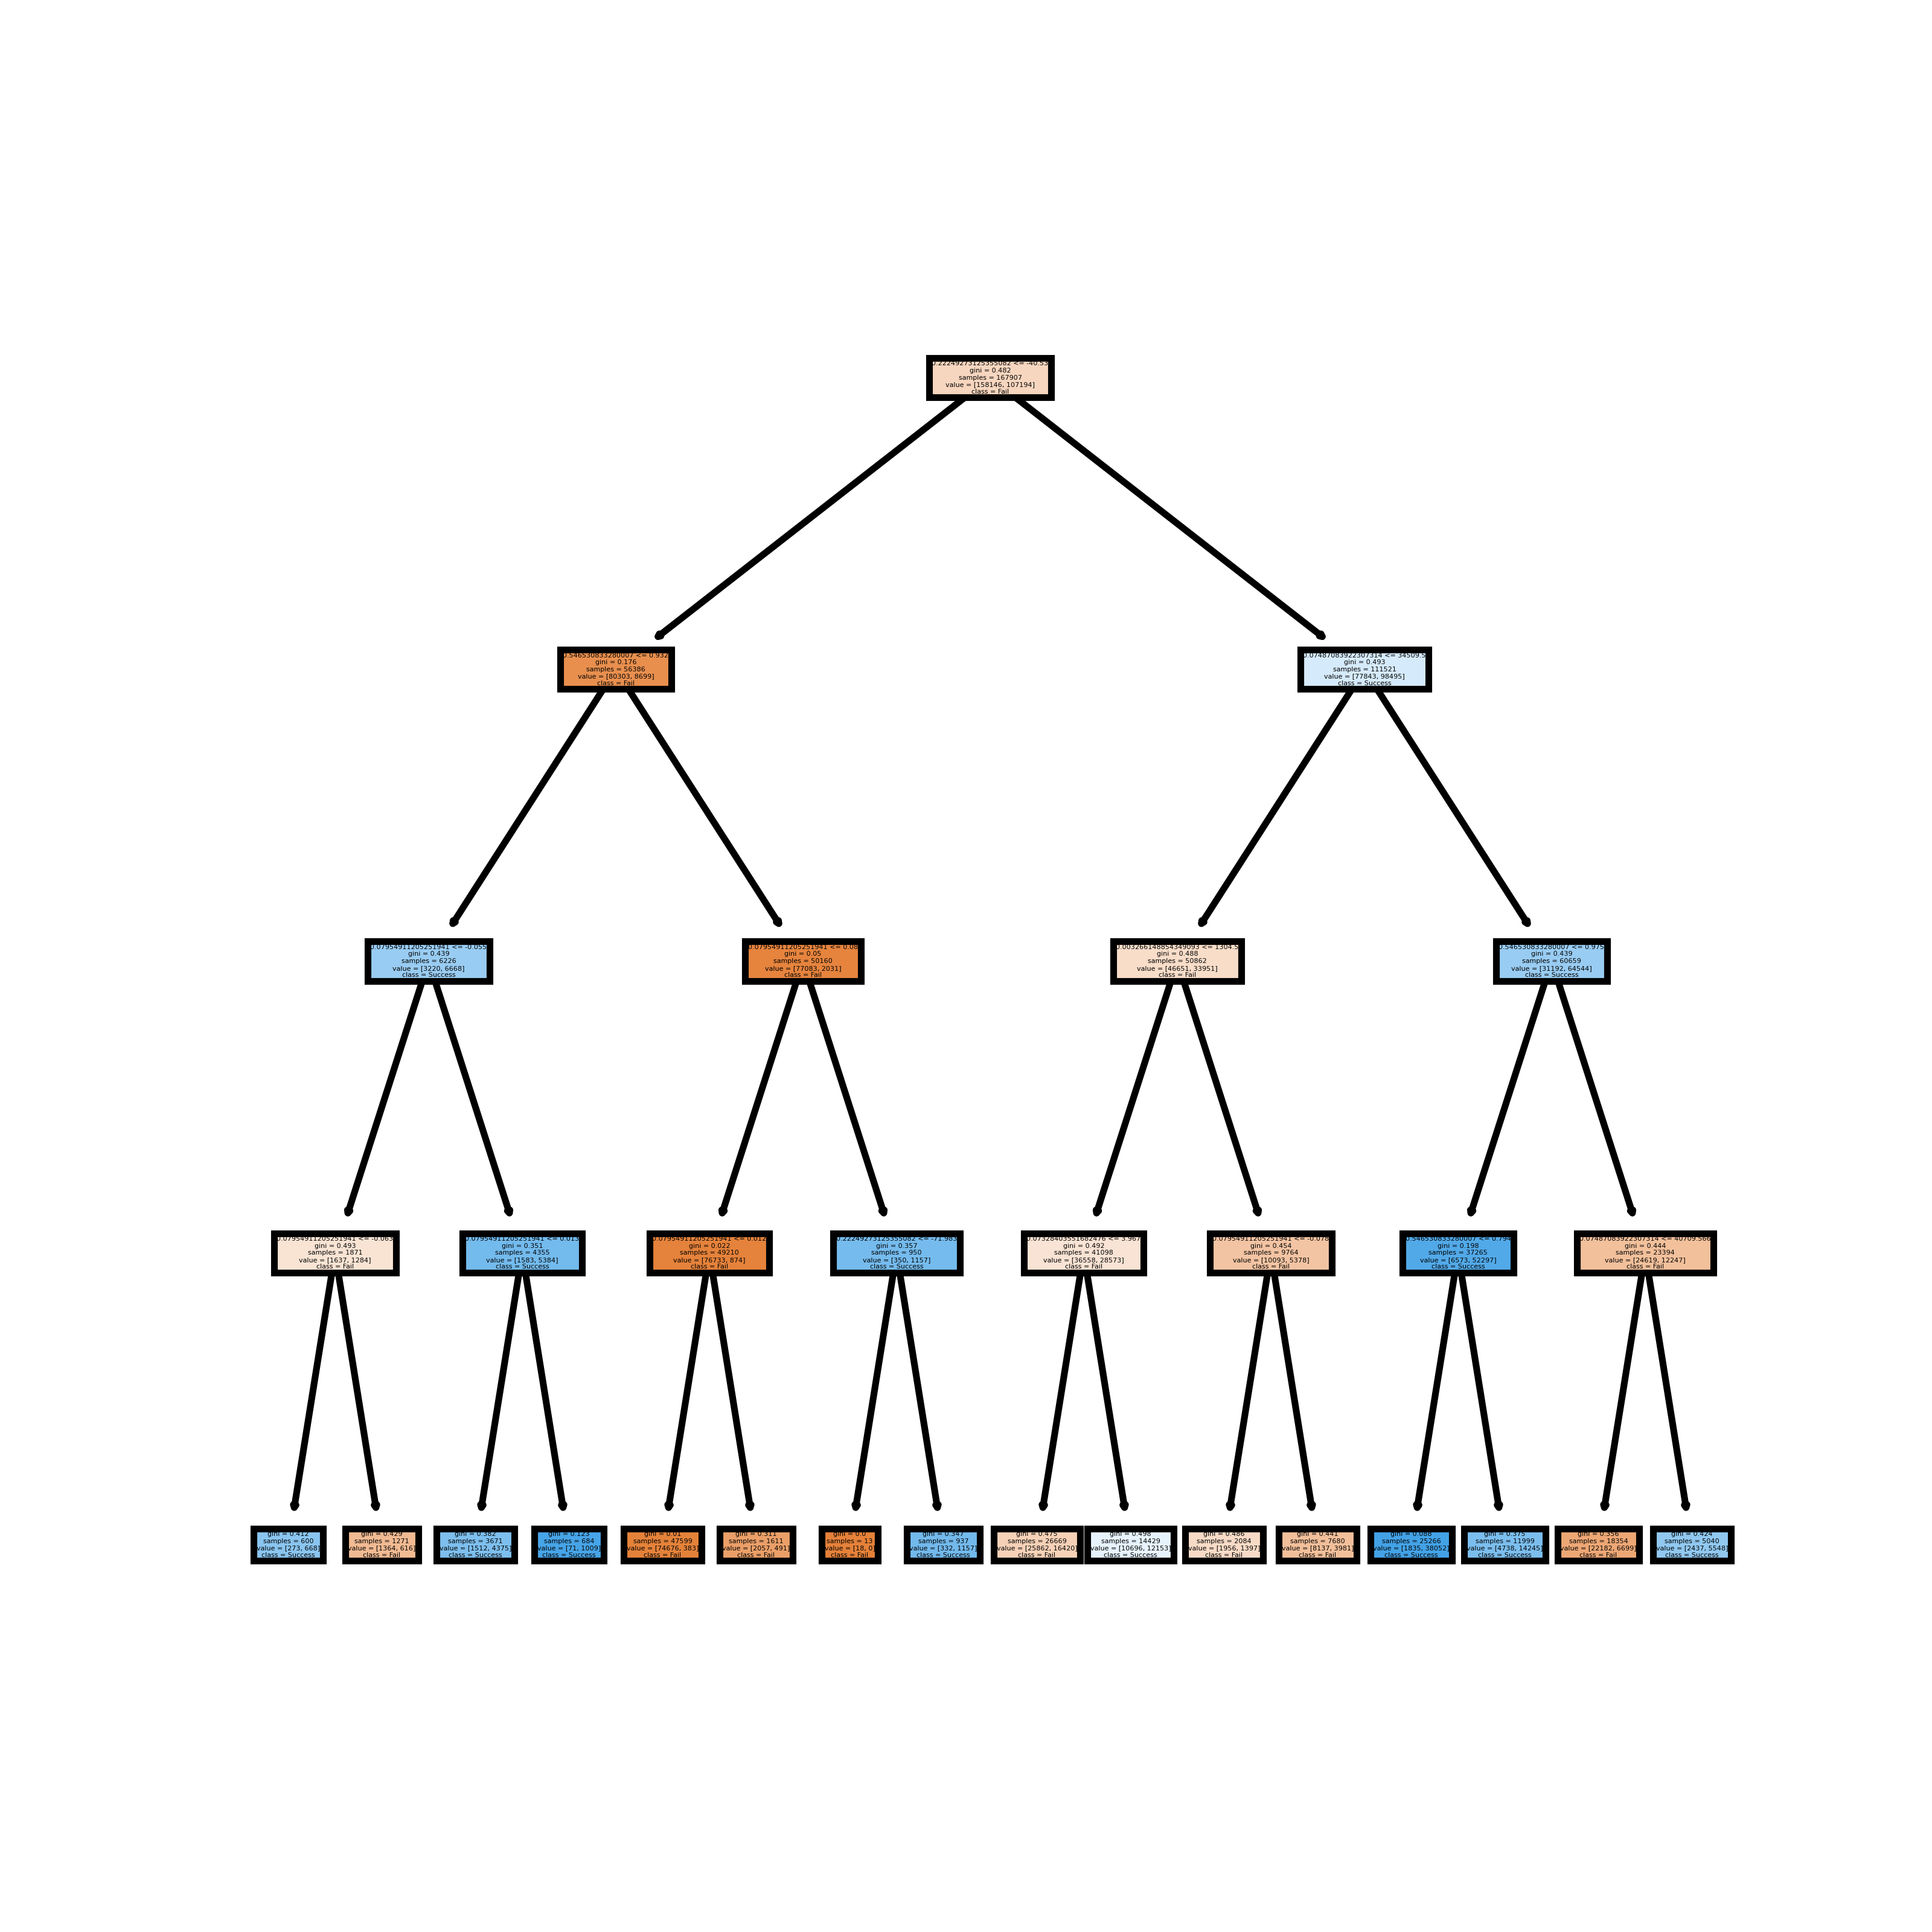 0.22249273125355082 <= -40.53
gini = 0.482
samples = 167907
value = [158146, 107194]
class = Fail
0.546530833280007 <= 0.932
gini = 0.176
samples = 56386
value = [80303, 8699]
class = Fail
0.07487083922307314 <= 34509.5
gini = 0.493
samples = 111521
value = [77843, 98495]
class = Success
0.07954911205251941 <= -0.055
gini = 0.439
samples = 6226
value = [3220, 6668]
class = Success
0.07954911205251941 <= 0.08
gini = 0.05
samples = 50160
value = [77083, 2031]
class = Fail
0.003266148854349093 <= 1304.5
gini = 0.488
samples = 50862
value = [46651, 33951]
class = Fail
0.546530833280007 <= 0.975
gini = 0.439
samples = 60659
value = [31192, 64544]
class = Success
0.07954911205251941 <= -0.063
gini = 0.493
samples = 1871
value = [1637, 1284]
class = Fail
0.07954911205251941 <= 0.013
gini = 0.351
samples = 4355
value = [1583, 5384]
class = Success
0.07954911205251941 <= 0.012
gini = 0.022
samples = 49210
value = [76733, 874]
class = Fail
0.22249273125355082 <= -71.983
gini = 0.357
samples = 950
value = [350, 1157]
class = Success
0.07328403551682476 <= 3.967
gini = 0.492
samples = 41098
value = [36558, 28573]
class = Fail
0.07954911205251941 <= -0.078
gini = 0.454
samples = 9764
value = [10093, 5378]
class = Fail
0.546530833280007 <= 0.794
gini = 0.198
samples = 37265
value = [6573, 52297]
class = Success
0.07487083922307314 <= 40709.566
gini = 0.444
samples = 23394
value = [24619, 12247]
class = Fail
gini = 0.412
samples = 600
value = [273, 668]
class = Success
gini = 0.429
samples = 1271
value = [1364, 616]
class = Fail
gini = 0.382
samples = 3671
value = [1512, 4375]
class = Success
gini = 0.123
samples = 684
value = [71, 1009]
class = Success
gini = 0.01
samples = 47599
value = [74676, 383]
class = Fail
gini = 0.311
samples = 1611
value = [2057, 491]
class = Fail
gini = 0.0
samples = 13
value = [18, 0]
class = Fail
gini = 0.347
samples = 937
value = [332, 1157]
class = Success
gini = 0.475
samples = 26669
value = [25862, 16420]
class = Fail
gini = 0.498
samples = 14429
value = [10696, 12153]
class = Success
gini = 0.486
samples = 2084
value = [1956, 1397]
class = Fail
gini = 0.441
samples = 7680
value = [8137, 3981]
class = Fail
gini = 0.088
samples = 25266
value = [1835, 38052]
class = Success
gini = 0.375
samples = 11999
value = [4738, 14245]
class = Success
gini = 0.356
samples = 18354
value = [22182, 6699]
class = Fail
gini = 0.424
samples = 5040
value = [2437, 5548]
class = Success